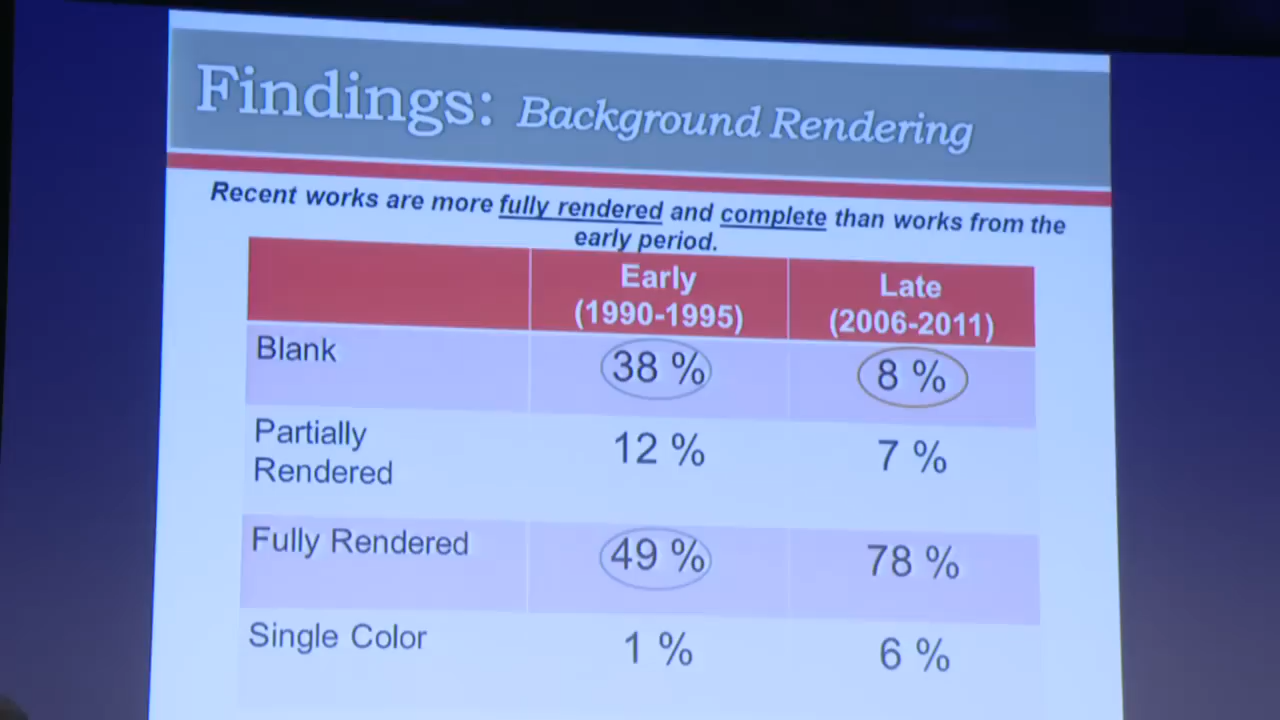 Findings: Background Rendering
Recent works are more fully rendered and complete than works from the
early period.
Early
(1990-1995)
Late
(2006-2011)
Blank
38 %
8 %
Partially
Rendered
12 %
7 %
Fully Rendered
49 %
78 %
Single Color
1 %
6 %